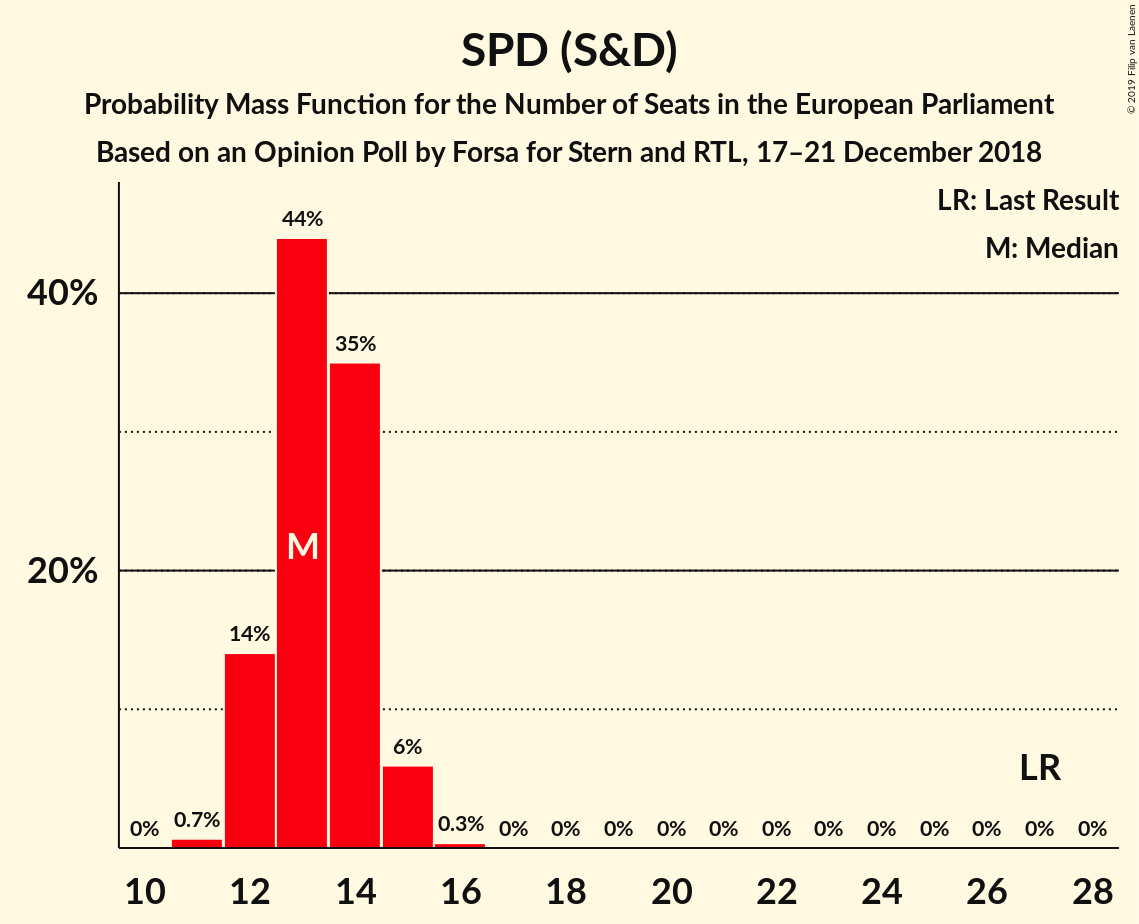 © 2019 Filip van Laenen
SPD (S&D)
Probability Mass Function for the Number of Seats in the European Parliament
Based on an Opinion Poll by Forsa for Stern and RTL, 17–21 December 2018
LR: Last Result
M: Median
44%
40%
35%
M
20%
14%
6%
LR
0% 0.7% 0.3% 0% 0% 0% 0% 0% 0% 0% 0% 0% 0% 0% 0%
10 12 14 16 18 20 22 24 26 28